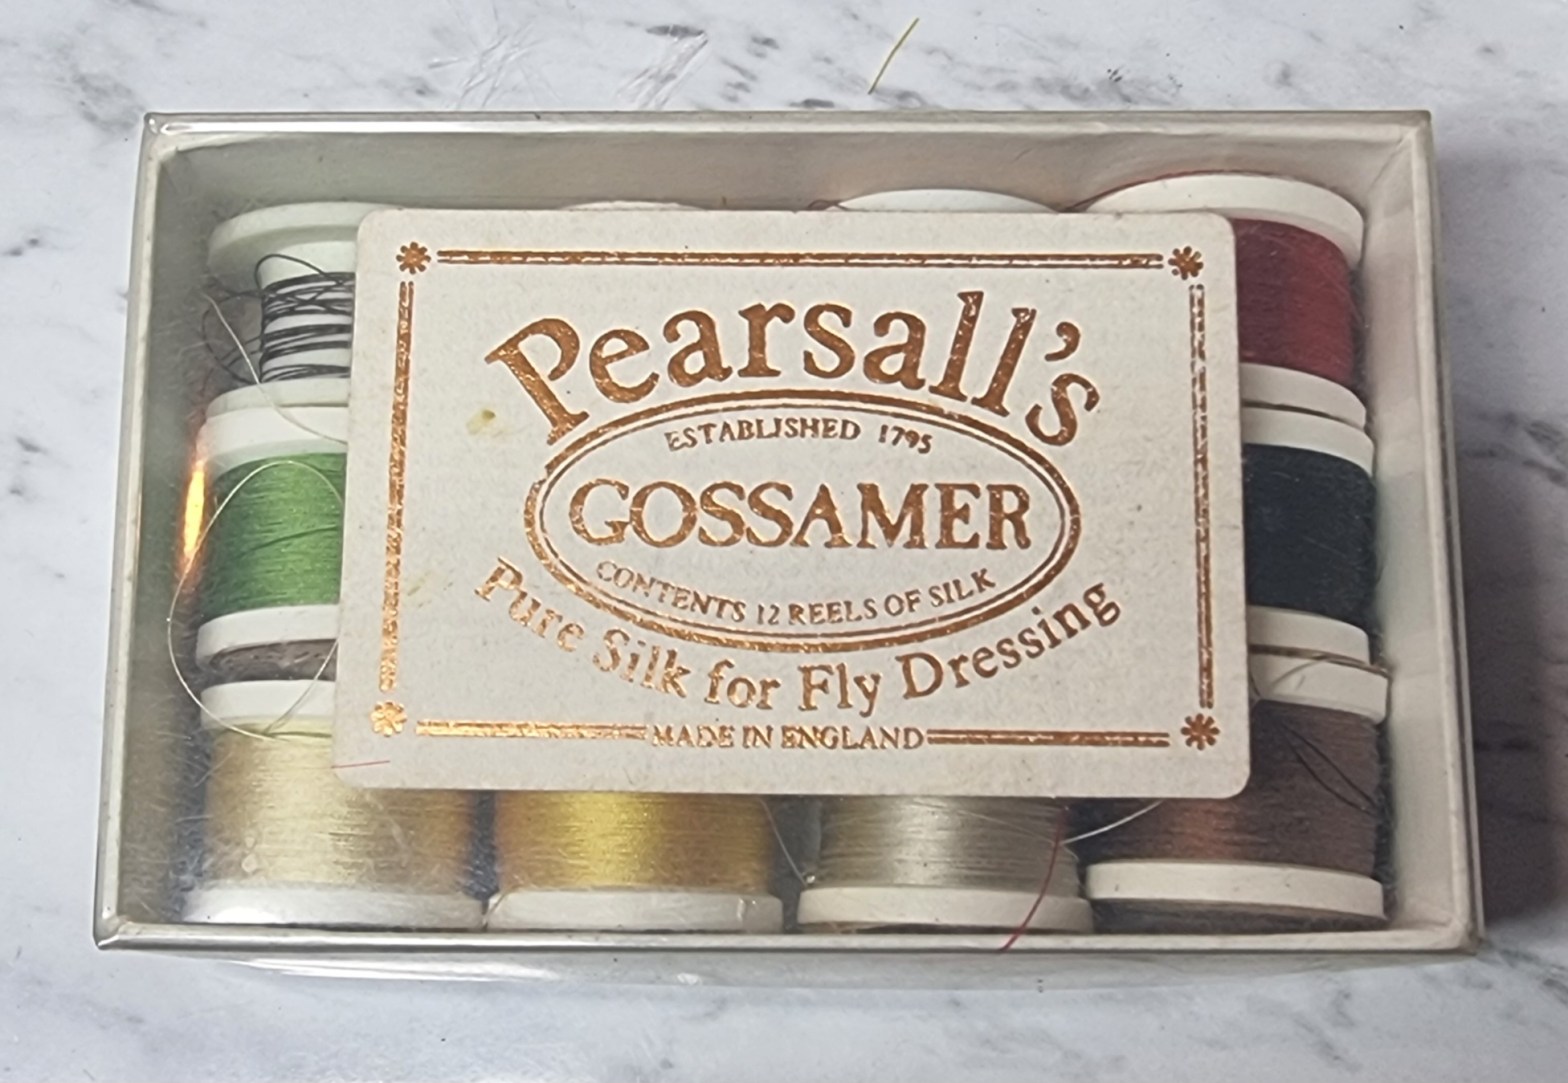 Pearsall's
ESTABLISHED 1795
GOSSAMER
CONTENTS 12 REELS OF SILK
Pure Silk for Fly Dressing
MADE IN ENGLAND